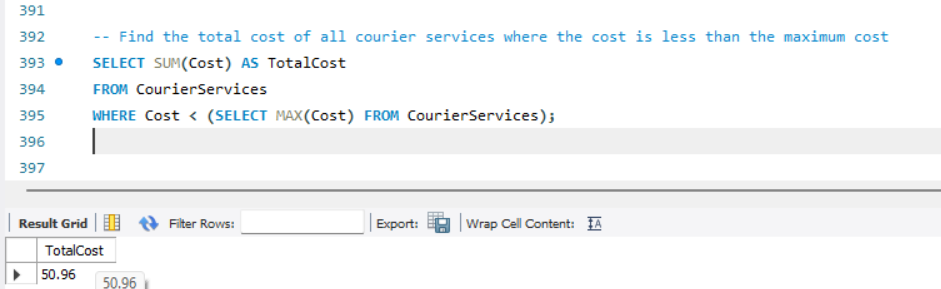 391
392 -- Find the total cost of all courier services where the cost is less than the maximum cost
393 SELECT SUM(Cost) AS TotalCost
394 FROM CourierServices
395 WHERE Cost < (SELECT MAX(Cost) FROM CourierServices);
396
397
Result Grid Filter Rows: Export: Wrap Cell Content: IA
TotalCost
50.96
50.96